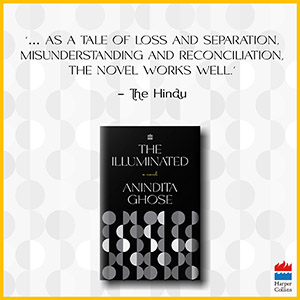 ‘... AS A TALE OF LOSS AND SEPARATION,
MISUNDERSTANDING AND RECONCILIATION,
THE NOVEL WORKS WELL.’
– The Hindu
THE
ILLUMINATED
a novel
ANINDITA
GHOSE
Harper
Collins